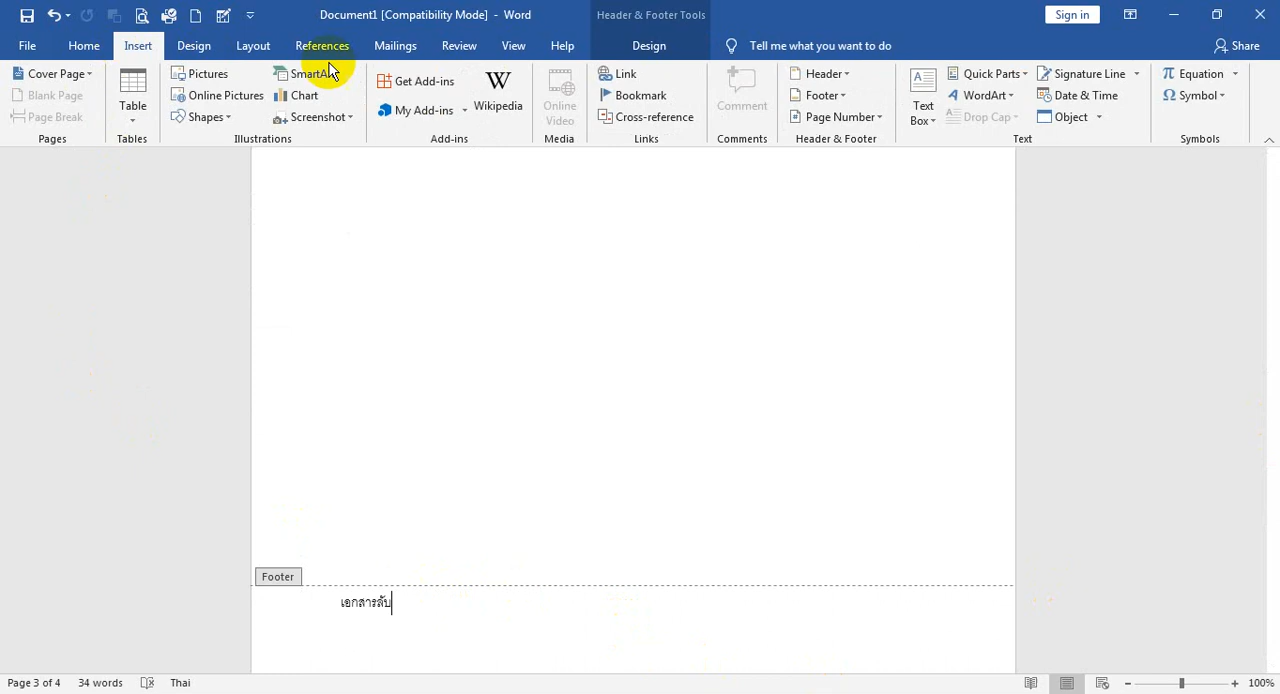 Document1 [Compatibility Mode] - Word
Header & Footer Tools
Sign in
File
Home
Insert
Design
Layout
References
Mailings
Review
View
Help
Design
Tell me what you want to do
Share
Cover Page
Blank Page
Page Break
Pages
Table
Tables
Pictures
Online Pictures
Shapes
SmartArt
Chart
Screenshot
Illustrations
Get Add-ins
My Add-ins
W
Wikipedia
Add-ins
Online
Video
Media
Link
Bookmark
Cross-reference
Links
Comment
Comments
Header
Footer
Page Number
Header & Footer
Text
Box
Quick Parts
WordArt
Drop Cap
Signature Line
Date & Time
Object
Text
Equation
Symbol
Symbols
Footer
เอกสารลับ
Page 3 of 4
34 words
Thai
100%